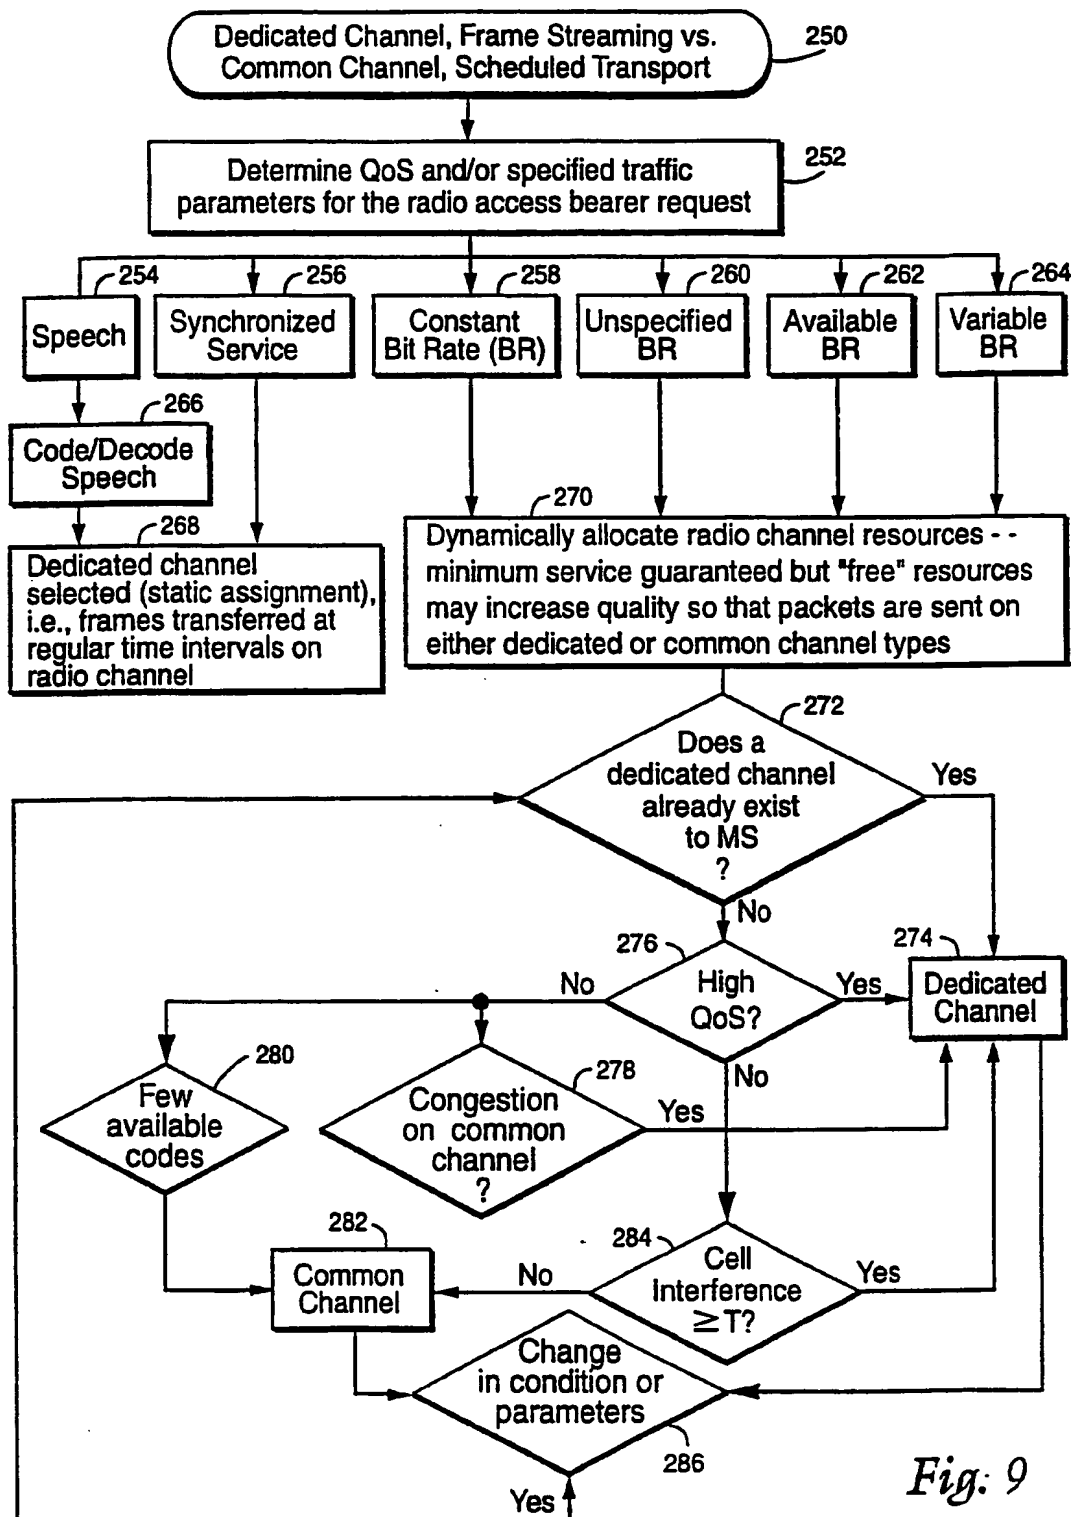 Dedicated Channel, Frame Streaming vs.
Common Channel, Scheduled Transport
250
Determine QoS and/or specified traffic
parameters for the radio access bearer request
252
254
256
258
260
262
264
Speech
Synchronized
Service
Constant
Bit Rate (BR)
Unspecified
BR
Available
BR
Variable
BR
266
Code/Decode
Speech
268
Dedicated channel
selected (static assignment),
i.e., frames transferred at
regular time intervals on
radio channel
270
Dynamically allocate radio channel resources - -
minimum service guaranteed but "free" resources
may increase quality so that packets are sent on
either dedicated or common channel types
272
Does a
dedicated channel
already exist
to MS
?
Yes
No
276
High
QoS?
No
Yes
No
274
Dedicated
Channel
280
Few
available
codes
278
Congestion
on common
channel
?
Yes
282
Common
Channel
284
Cell
Interference
≥ T?
No
Yes
Change
in condition or
parameters
286
Yes
Fig. 9